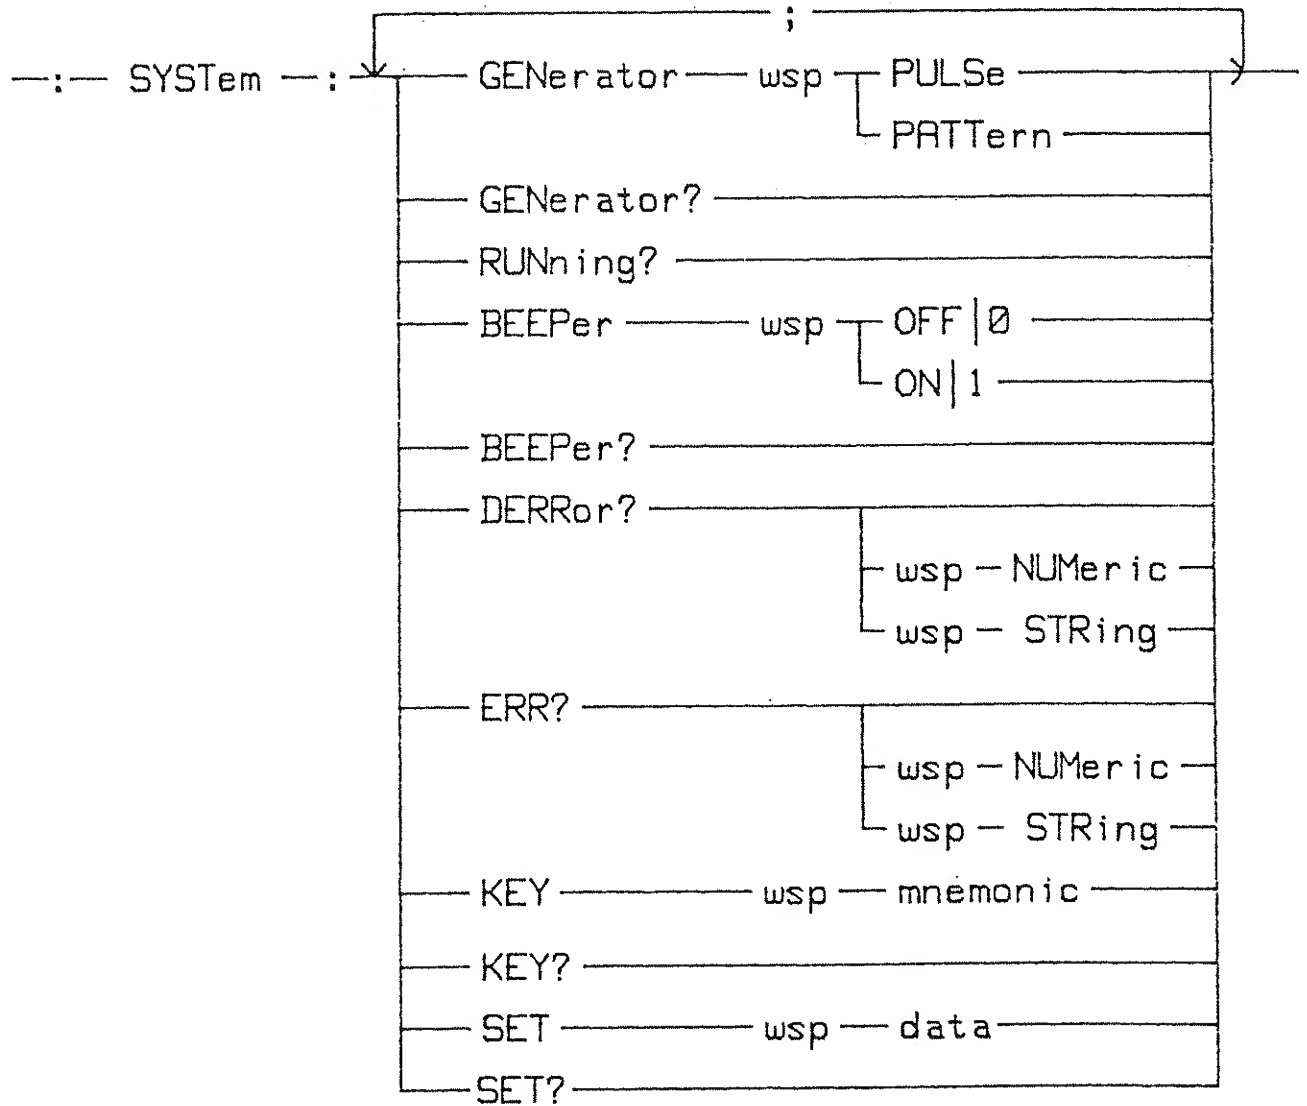 ;
: SYSTem : GENerator wsp PULSe
PATTern
GENerator?
RUNning?
BEEPer wsp OFF|0
ON|1
BEEPer?
DERRor?
wsp NUMeric
wsp STRing
ERR?
wsp NUMeric
wsp STRing
KEY wsp mnemonic
KEY?
SET wsp data
SET?